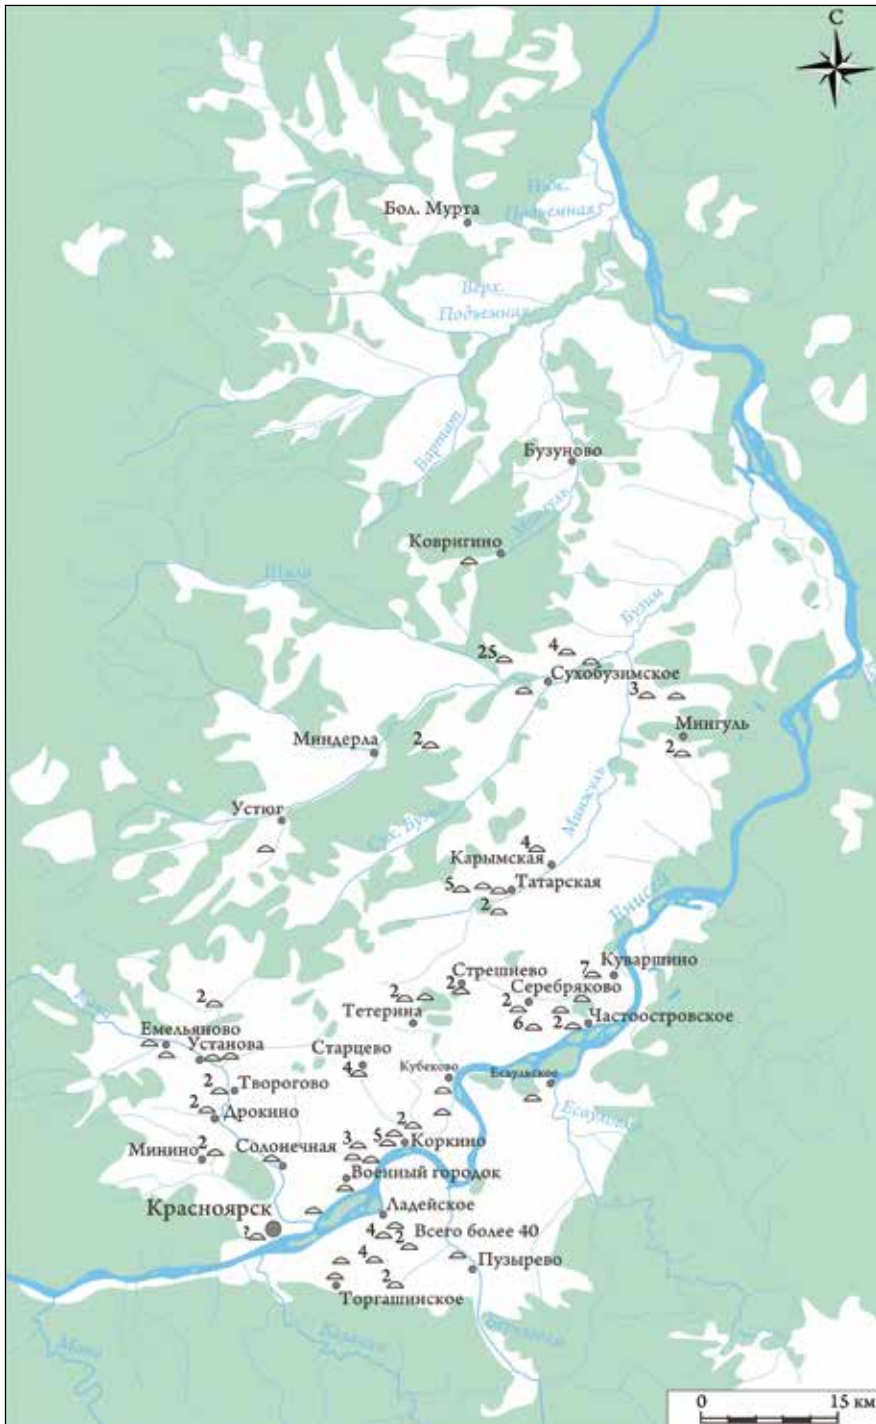 С
Ниж.
Подъемная
Бол. Мурта
Верх.
Подъемная
Бартат
Бузуново
Мингуль
Ковригино
Шила
Бузим
25
4
Сухобузимское
3
Мингуль
2
Миндерла
2
Устюг
Сух. Бузим
Минжуль
4
Карымская
5
Татарская
2
Енисей
7
Куваршино
Стрешнево
2
2
2
Серебряково
2
Тетерина
6
2
Частоостровское
Кача
Емельяново
Установа
Старцево
4
Кубеково
Есаульское
Есауловка
2
Творогово
2
Дрокино
2
5
Коркино
3
2
Минино
Солонечная
Военный городок
Красноярск
?
Ладейское
4
2
Всего более 40
4
Пузырево
2
Торгашинское
Мана
Базаиха
0
15 км